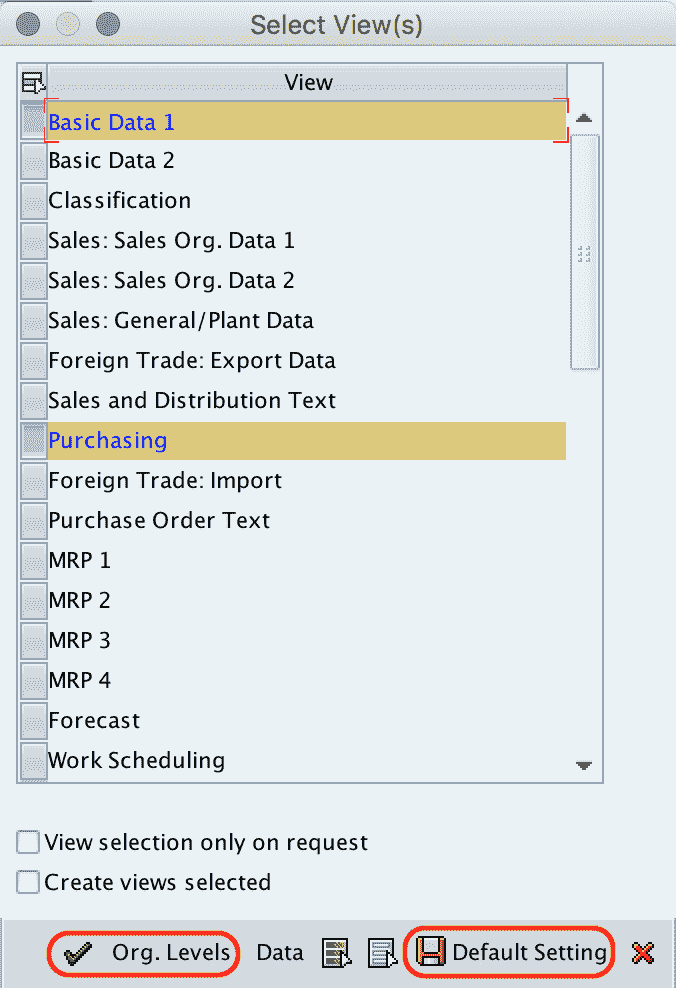 Select View(s)
View
Basic Data 1
Basic Data 2
Classification
Sales: Sales Org. Data 1
Sales: Sales Org. Data 2
Sales: General/Plant Data
Foreign Trade: Export Data
Sales and Distribution Text
Purchasing
Foreign Trade: Import
Purchase Order Text
MRP 1
MRP 2
MRP 3
MRP 4
Forecast
Work Scheduling
View selection only on request
Create views selected
Org. Levels Data Default Setting